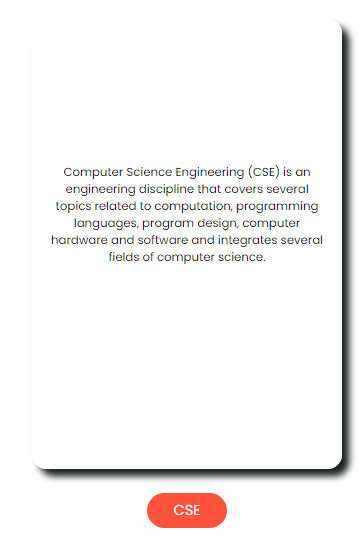 Computer Science Engineering (CSE) is an
engineering discipline that covers several
topics related to computation, programming
languages, program design, computer
hardware and software and integrates several
fields of computer science.
CSE